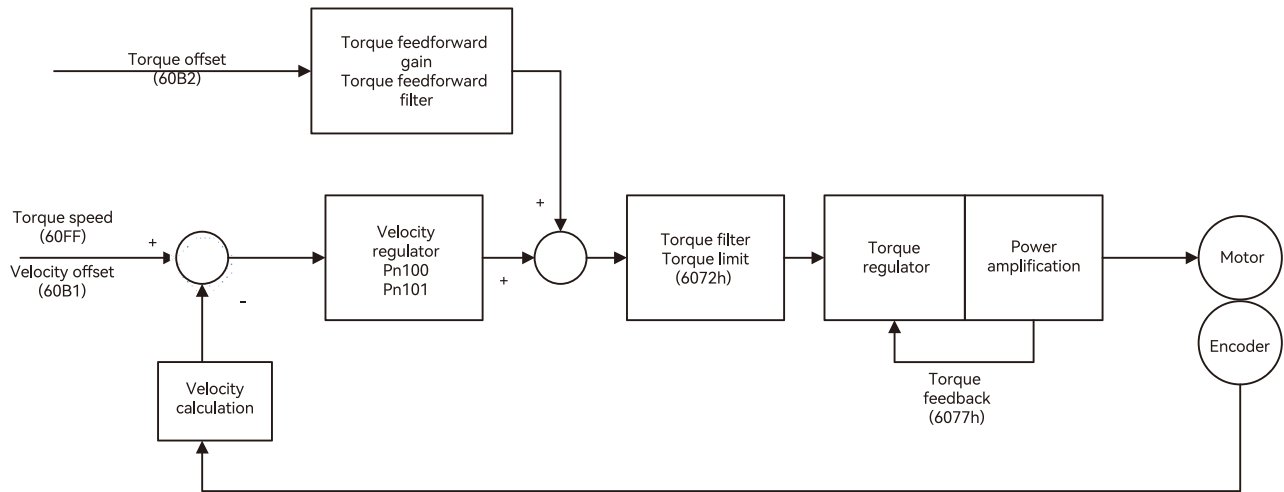 Torque offset
(60B2)
Torque feedforward
gain
Torque feedforward
filter
Torque speed
(60FF)
Velocity offset
(60B1)
+
-
Velocity
regulator
Pn100
Pn101
+
+
Torque filter
Torque limit
(6072h)
Torque
regulator
Power
amplification
Motor
Encoder
Torque
feedback
(6077h)
Velocity
calculation